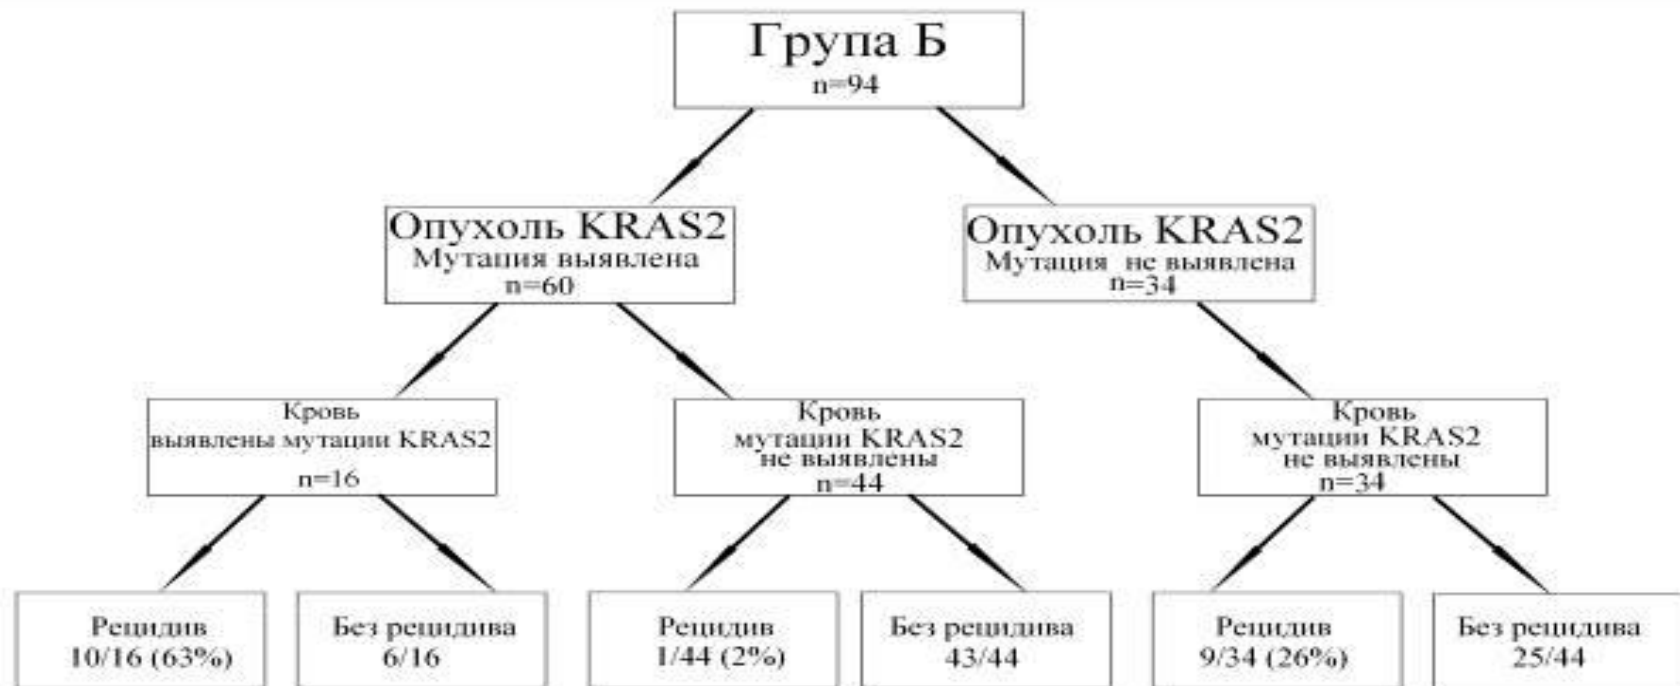 Група Б
n=94
Опухоль KRAS2
Мутация выявлена
n=60
Опухоль KRAS2
Мутация не выявлена
n=34
Кровь
выявлены мутации KRAS2
n=16
Кровь
мутации KRAS2
не выявлены
n=44
Кровь
мутации KRAS2
не выявлены
n=34
Рецидив
10/16 (63%)
Без рецидива
6/16
Рецидив
1/44 (2%)
Без рецидива
43/44
Рецидив
9/34 (26%)
Без рецидива
25/44